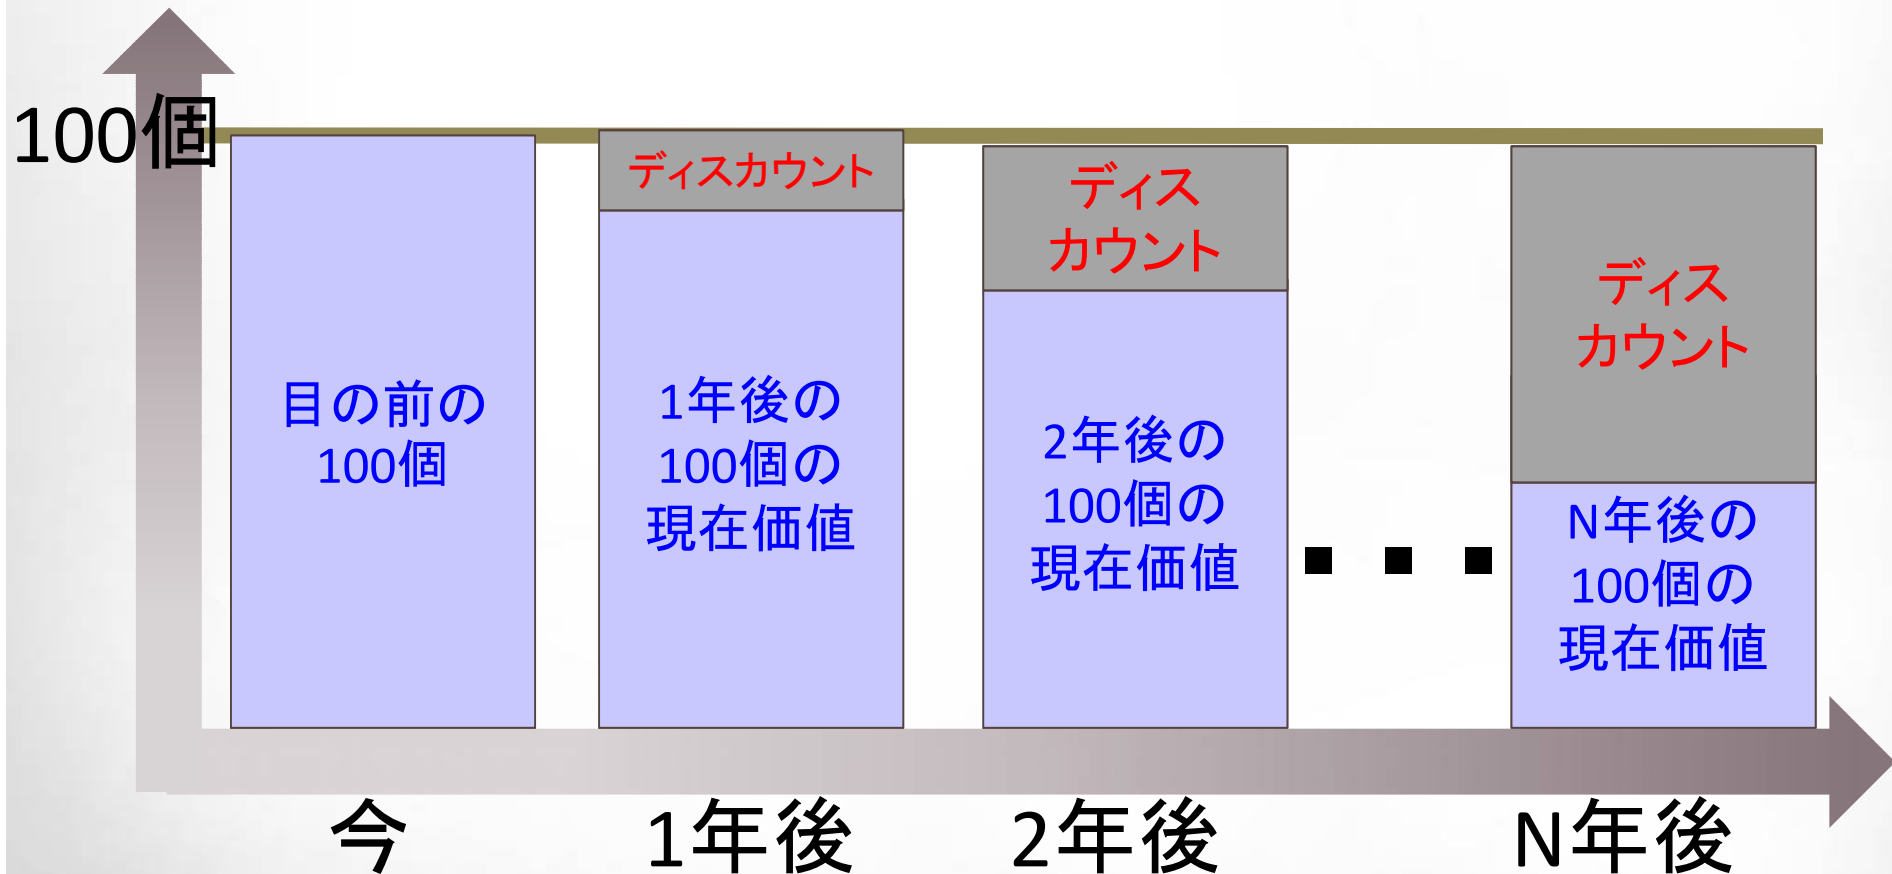 100個
目の前の
100個
ディスカウント
1年後の
100個の
現在価値
ディス
カウント
2年後の
100個の
現在価値
▪ ▪ ▪
ディス
カウント
N年後の
100個の
現在価値
今
1年後
2年後
N年後